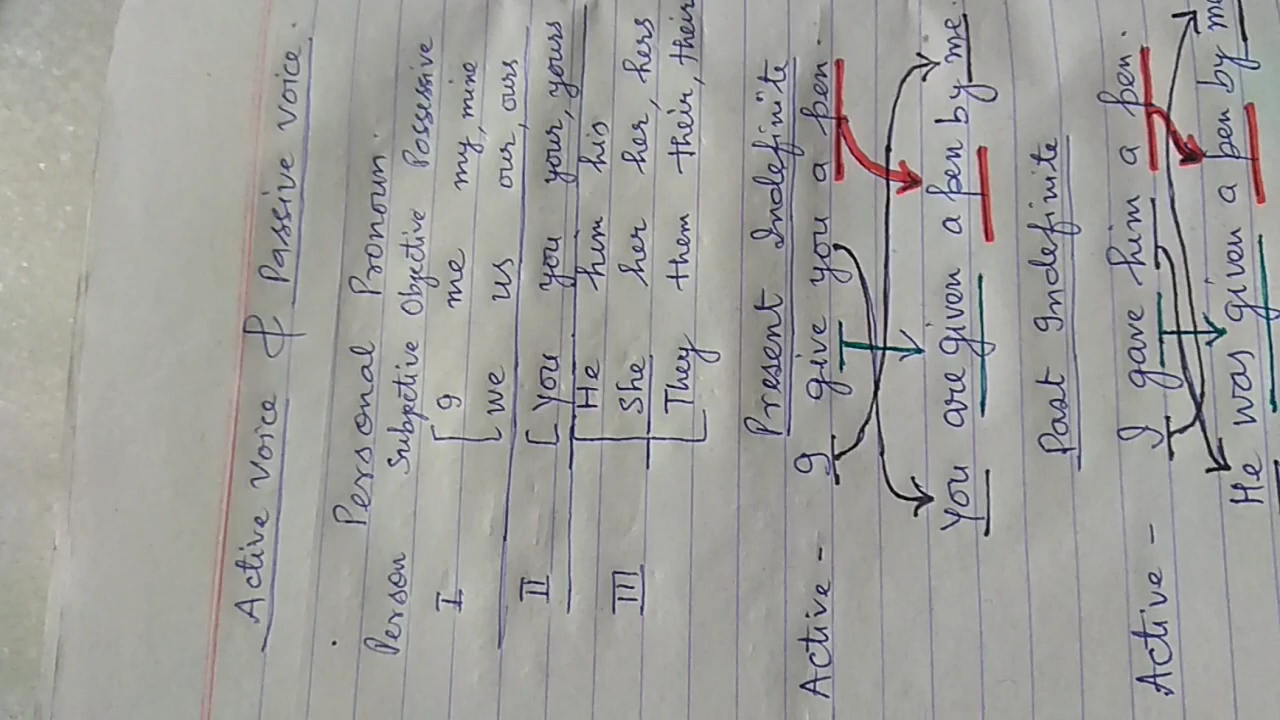 Active voice & Passive voice.
Personal Pronoun
Person Subjective Objective Possessive
I I me my, mine
we us our, ours
II you you your, yours
III He him his
She her her, hers
They them their, their
Present Indefinite
Active - I give you a pen.
You are given a pen by me.
Past Indefinite
Active - I gave him a pen.
He was given a pen by me